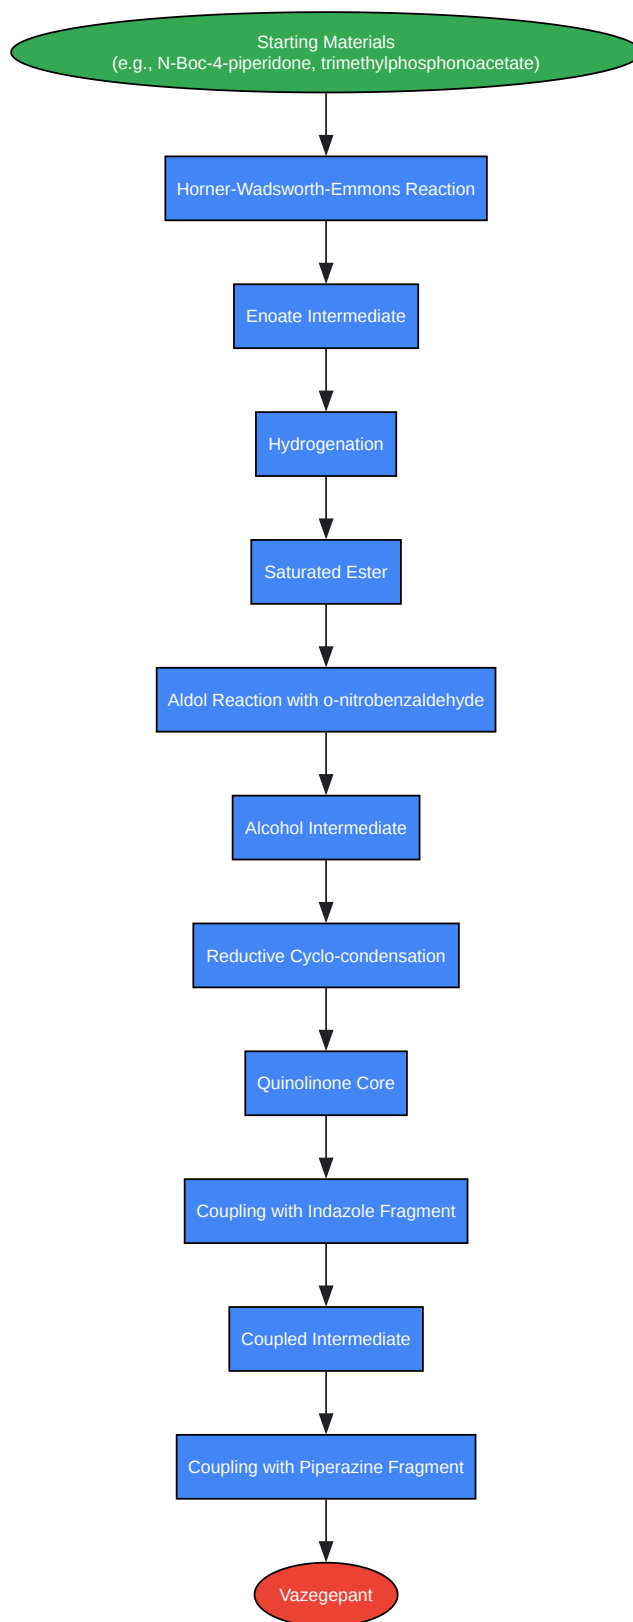 Starting Materials
(e.g., N-Boc-4-piperidone, trimethylphosphonoacetate)
Horner-Wadsworth-Emmons Reaction
Enoate Intermediate
Hydrogenation
Saturated Ester
Aldol Reaction with o-nitrobenzaldehyde
Alcohol Intermediate
Reductive Cyclo-condensation
Quinolinone Core
Coupling with Indazole Fragment
Coupled Intermediate
Coupling with Piperazine Fragment
Vazegepant